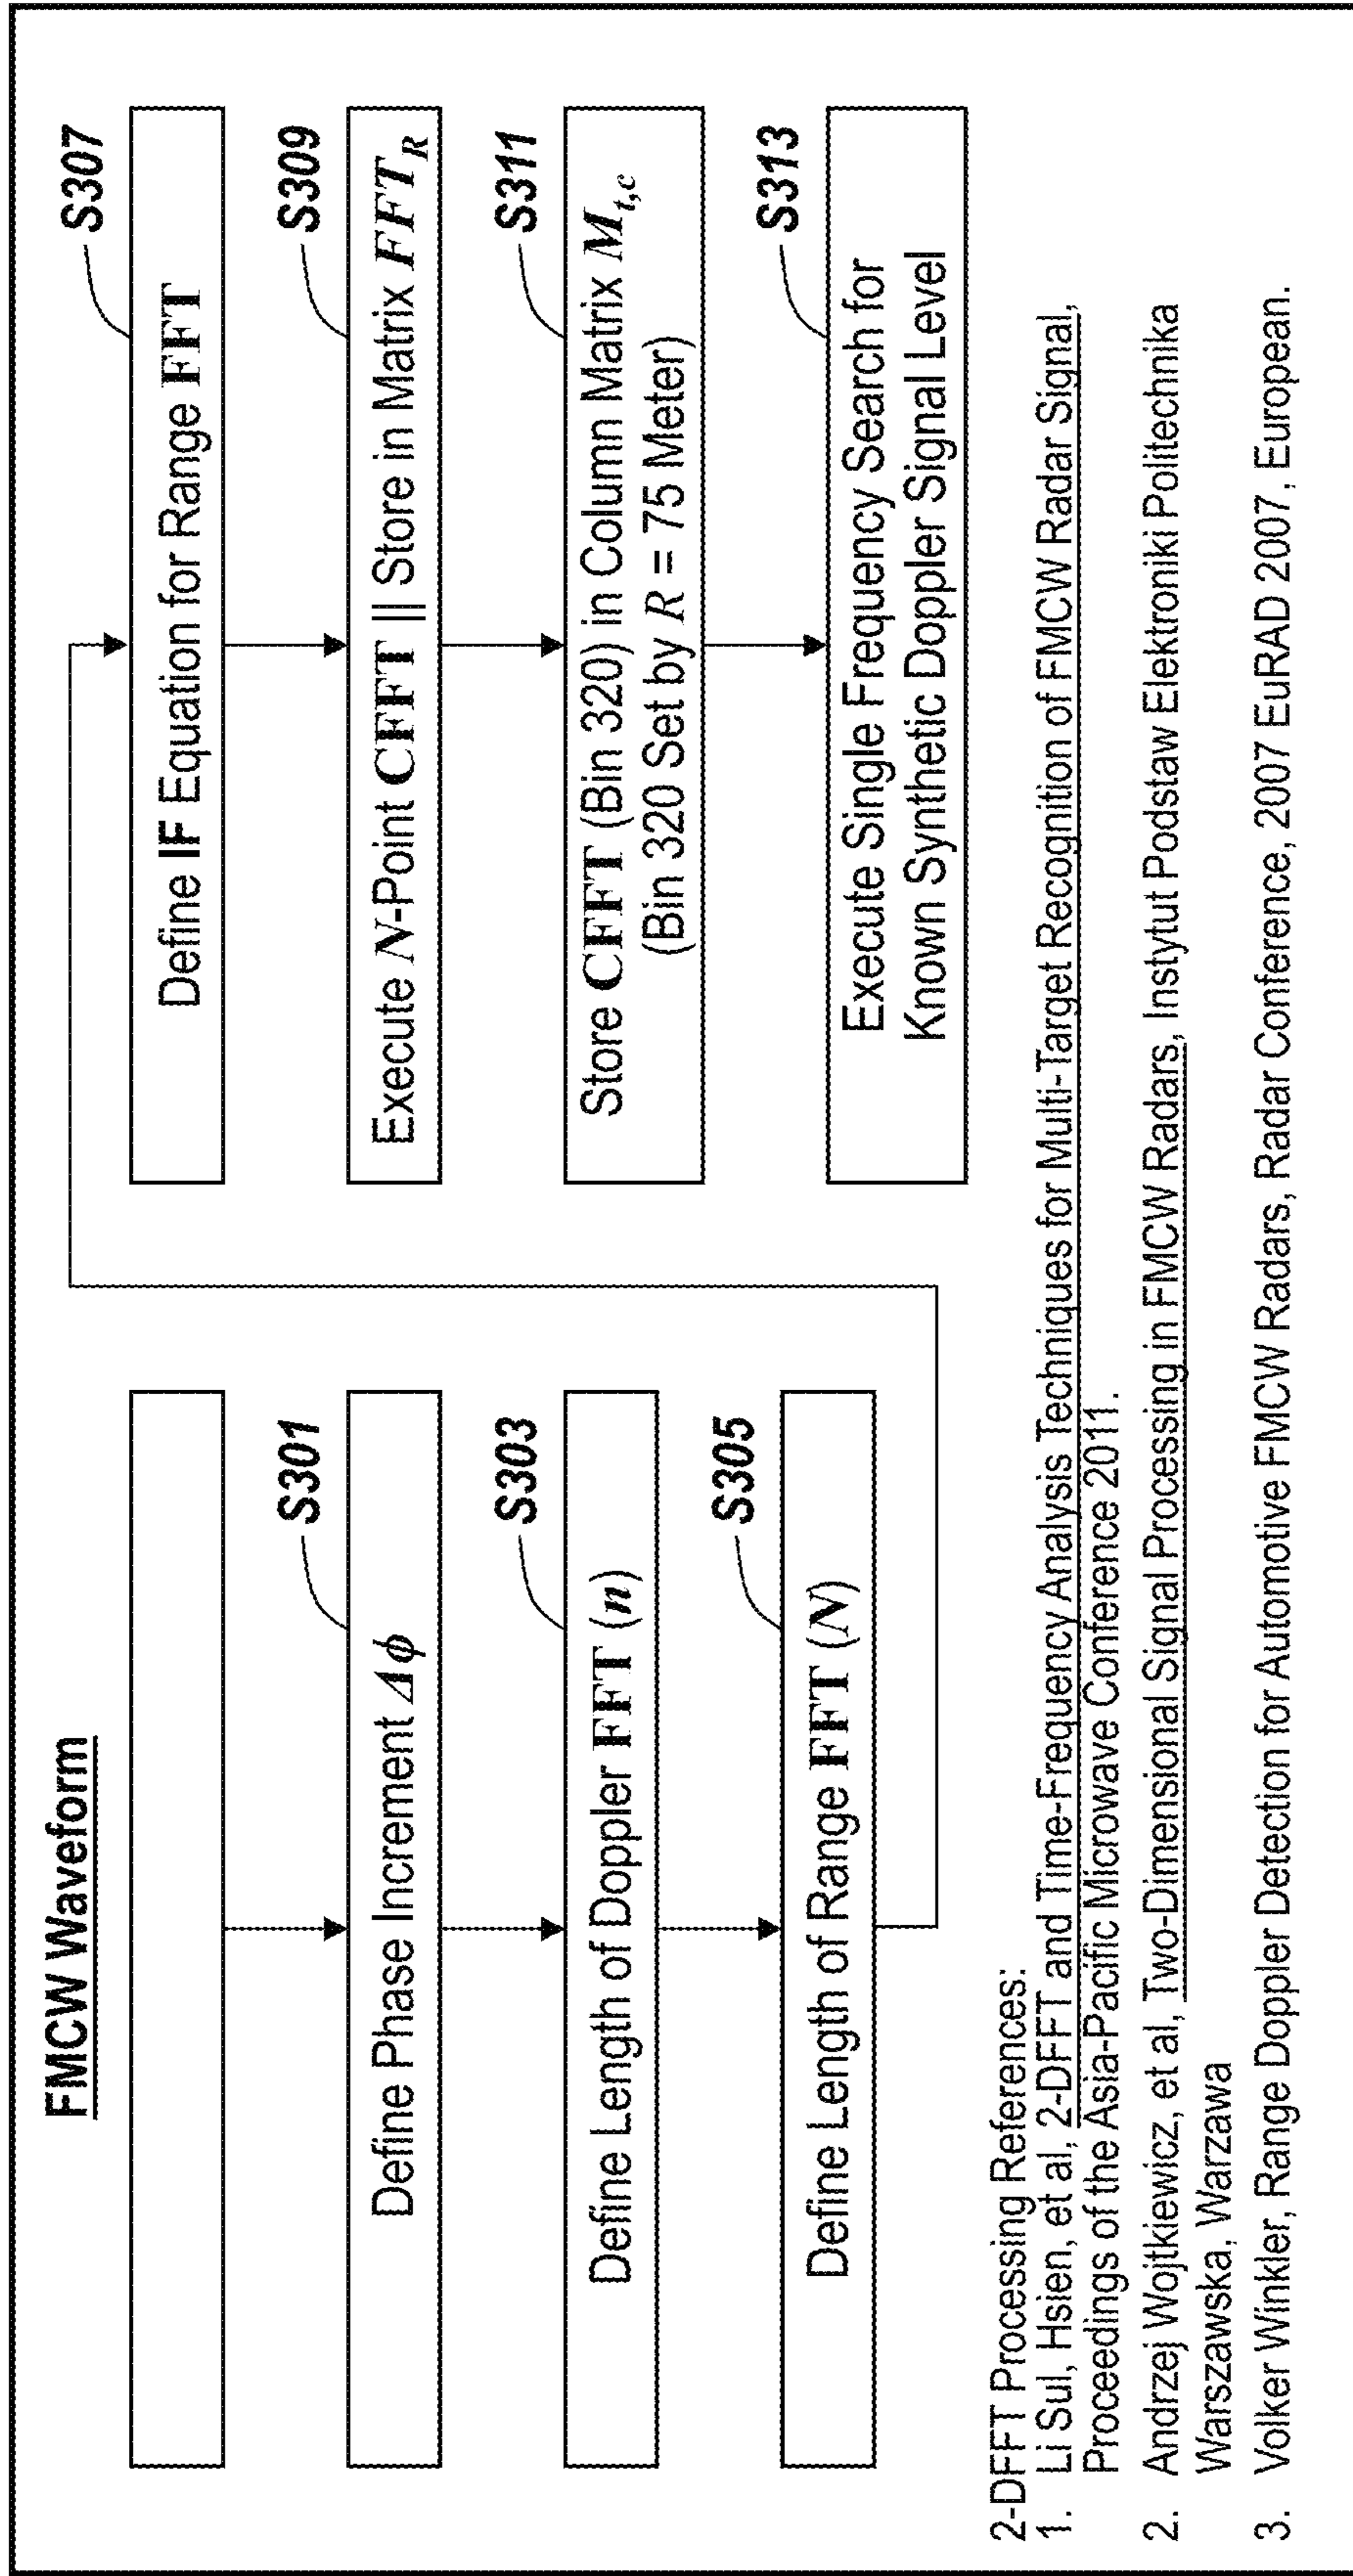 FMCW Waveform
S301
Define Phase Increment Δϕ
S303
Define Length of Doppler FFT (n)
S305
Define Length of Range FFT (N)
S307
Define IF Equation for Range FFT
S309
Execute N-Point CFFT || Store in Matrix FFT_R
S311
Store CFFT (Bin 320) in Column Matrix M_t,c
(Bin 320 Set by R = 75 Meter)
S313
Execute Single Frequency Search for
Known Synthetic Doppler Signal Level
2-DFFT Processing References:
1. Li Sul, Hsien, et al, 2-DFFT and Time-Frequency Analysis Techniques for Multi-Target Recognition of FMCW Radar Signal,
Proceedings of the Asia-Pacific Microwave Conference 2011.
2. Andrzej Wojtkiewicz, et al, Two-Dimensional Signal Processing in FMCW Radars, Instytut Podstaw Elektroniki Politechnika
Warszawska, Warzawa
3. Volker Winkler, Range Doppler Detection for Automotive FMCW Radars, Radar Conference, 2007 EuRAD 2007, European.